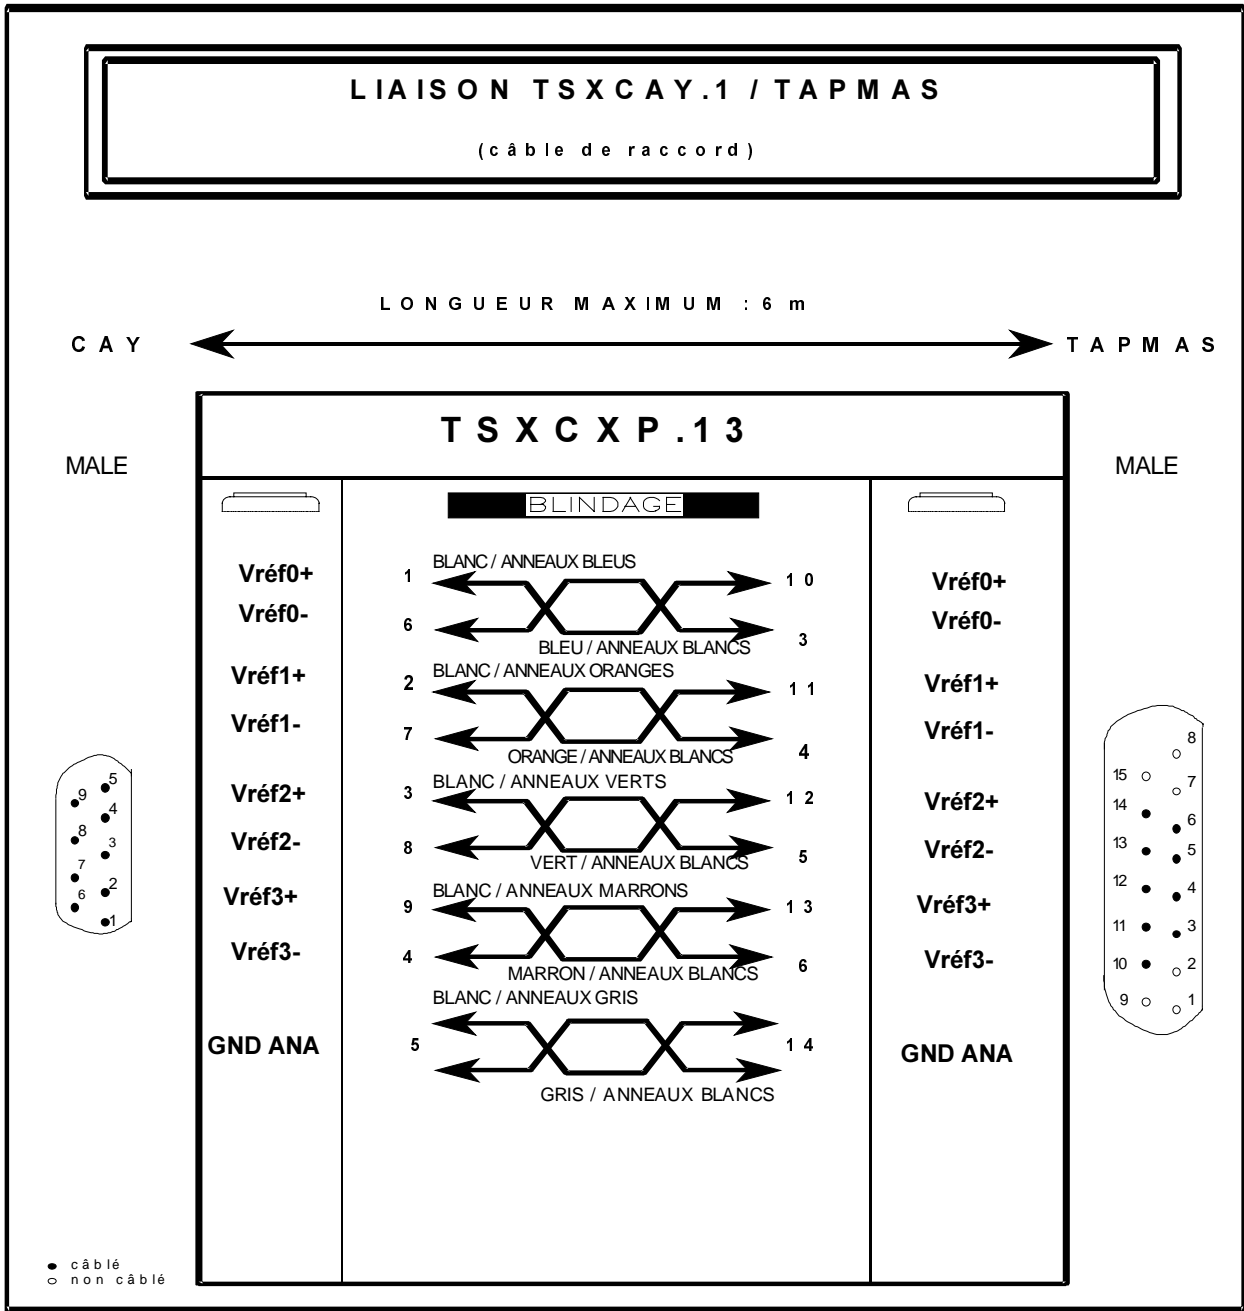 LIAISON TSXCAY.1 / TAPMAS
(câble de raccord)
LONGUEUR MAXIMUM : 6 m
CAY
TAPMAS
TSXCXP.13
MALE
MALE
BLINDAGE
BLANC / ANNEAUX BLEUS
Vréf0+ 1 10 Vréf0+
Vréf0- 6 3 Vréf0-
BLEU / ANNEAUX BLANCS
BLANC / ANNEAUX ORANGES
Vréf1+ 2 11 Vréf1+
Vréf1- 7 4 Vréf1-
ORANGE / ANNEAUX BLANCS
BLANC / ANNEAUX VERTS
Vréf2+ 3 12 Vréf2+
Vréf2- 8 5 Vréf2-
VERT / ANNEAUX BLANCS
BLANC / ANNEAUX MARRONS
Vréf3+ 9 13 Vréf3+
Vréf3- 4 6 Vréf3-
MARRON / ANNEAUX BLANCS
BLANC / ANNEAUX GRIS
GND ANA 5 14 GND ANA
GRIS / ANNEAUX BLANCS
5
9
4
8
3
7
2
6
1
8
15
7
14
6
13
5
12
4
11
3
10
2
9
1
câblé
non câblé